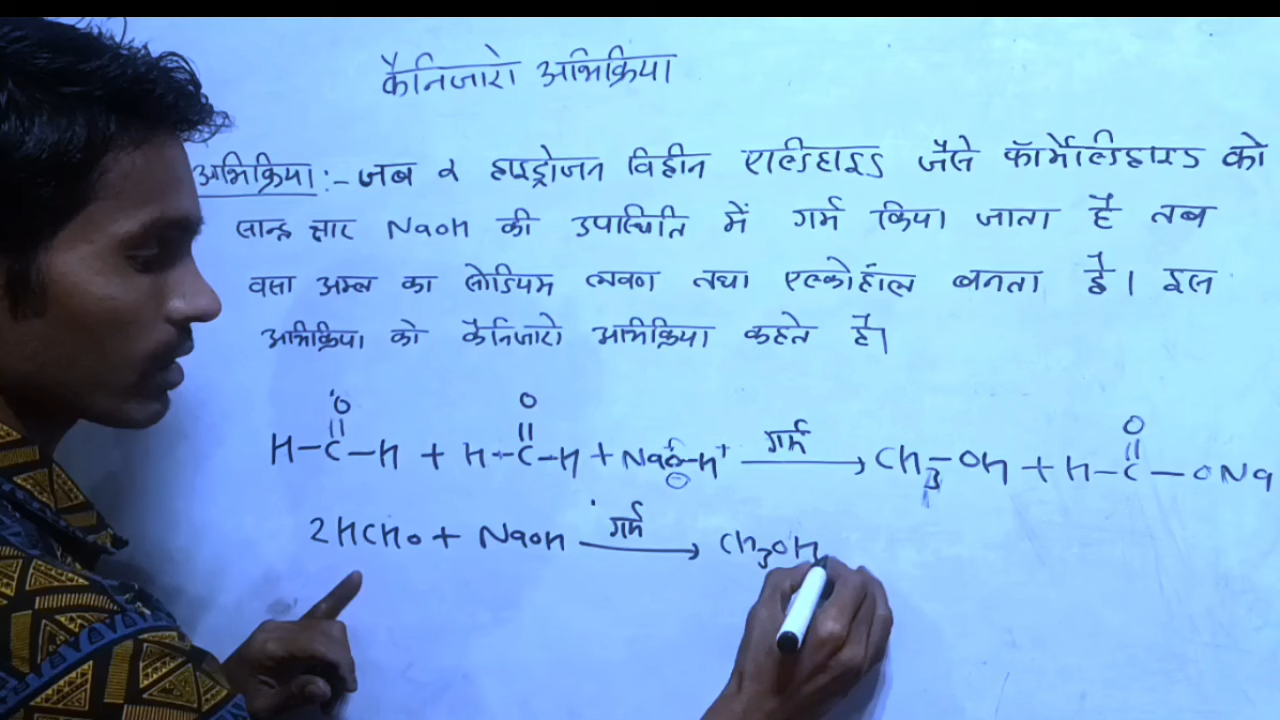 कैनिजारो अभिक्रिया
अभिक्रिया :- जब α हाइड्रोजन विहीन एल्डिहाइड जैसे फॉर्मेल्डिहाइड को
सान्द्र क्षार NaOH की उपस्थिति में गर्म किया जाता है तब
वसा अम्ल का सोडियम लवण तथा एल्कोहॉल बनता है। इस
अभिक्रिया को कैनिजारो अभिक्रिया कहते है।
O O O
H-C-H + H-C-H + NaO-H⁺ गर्म → CH₃-OH + H-C-ONa
2HCHO + NaOH गर्म → CH₃OH